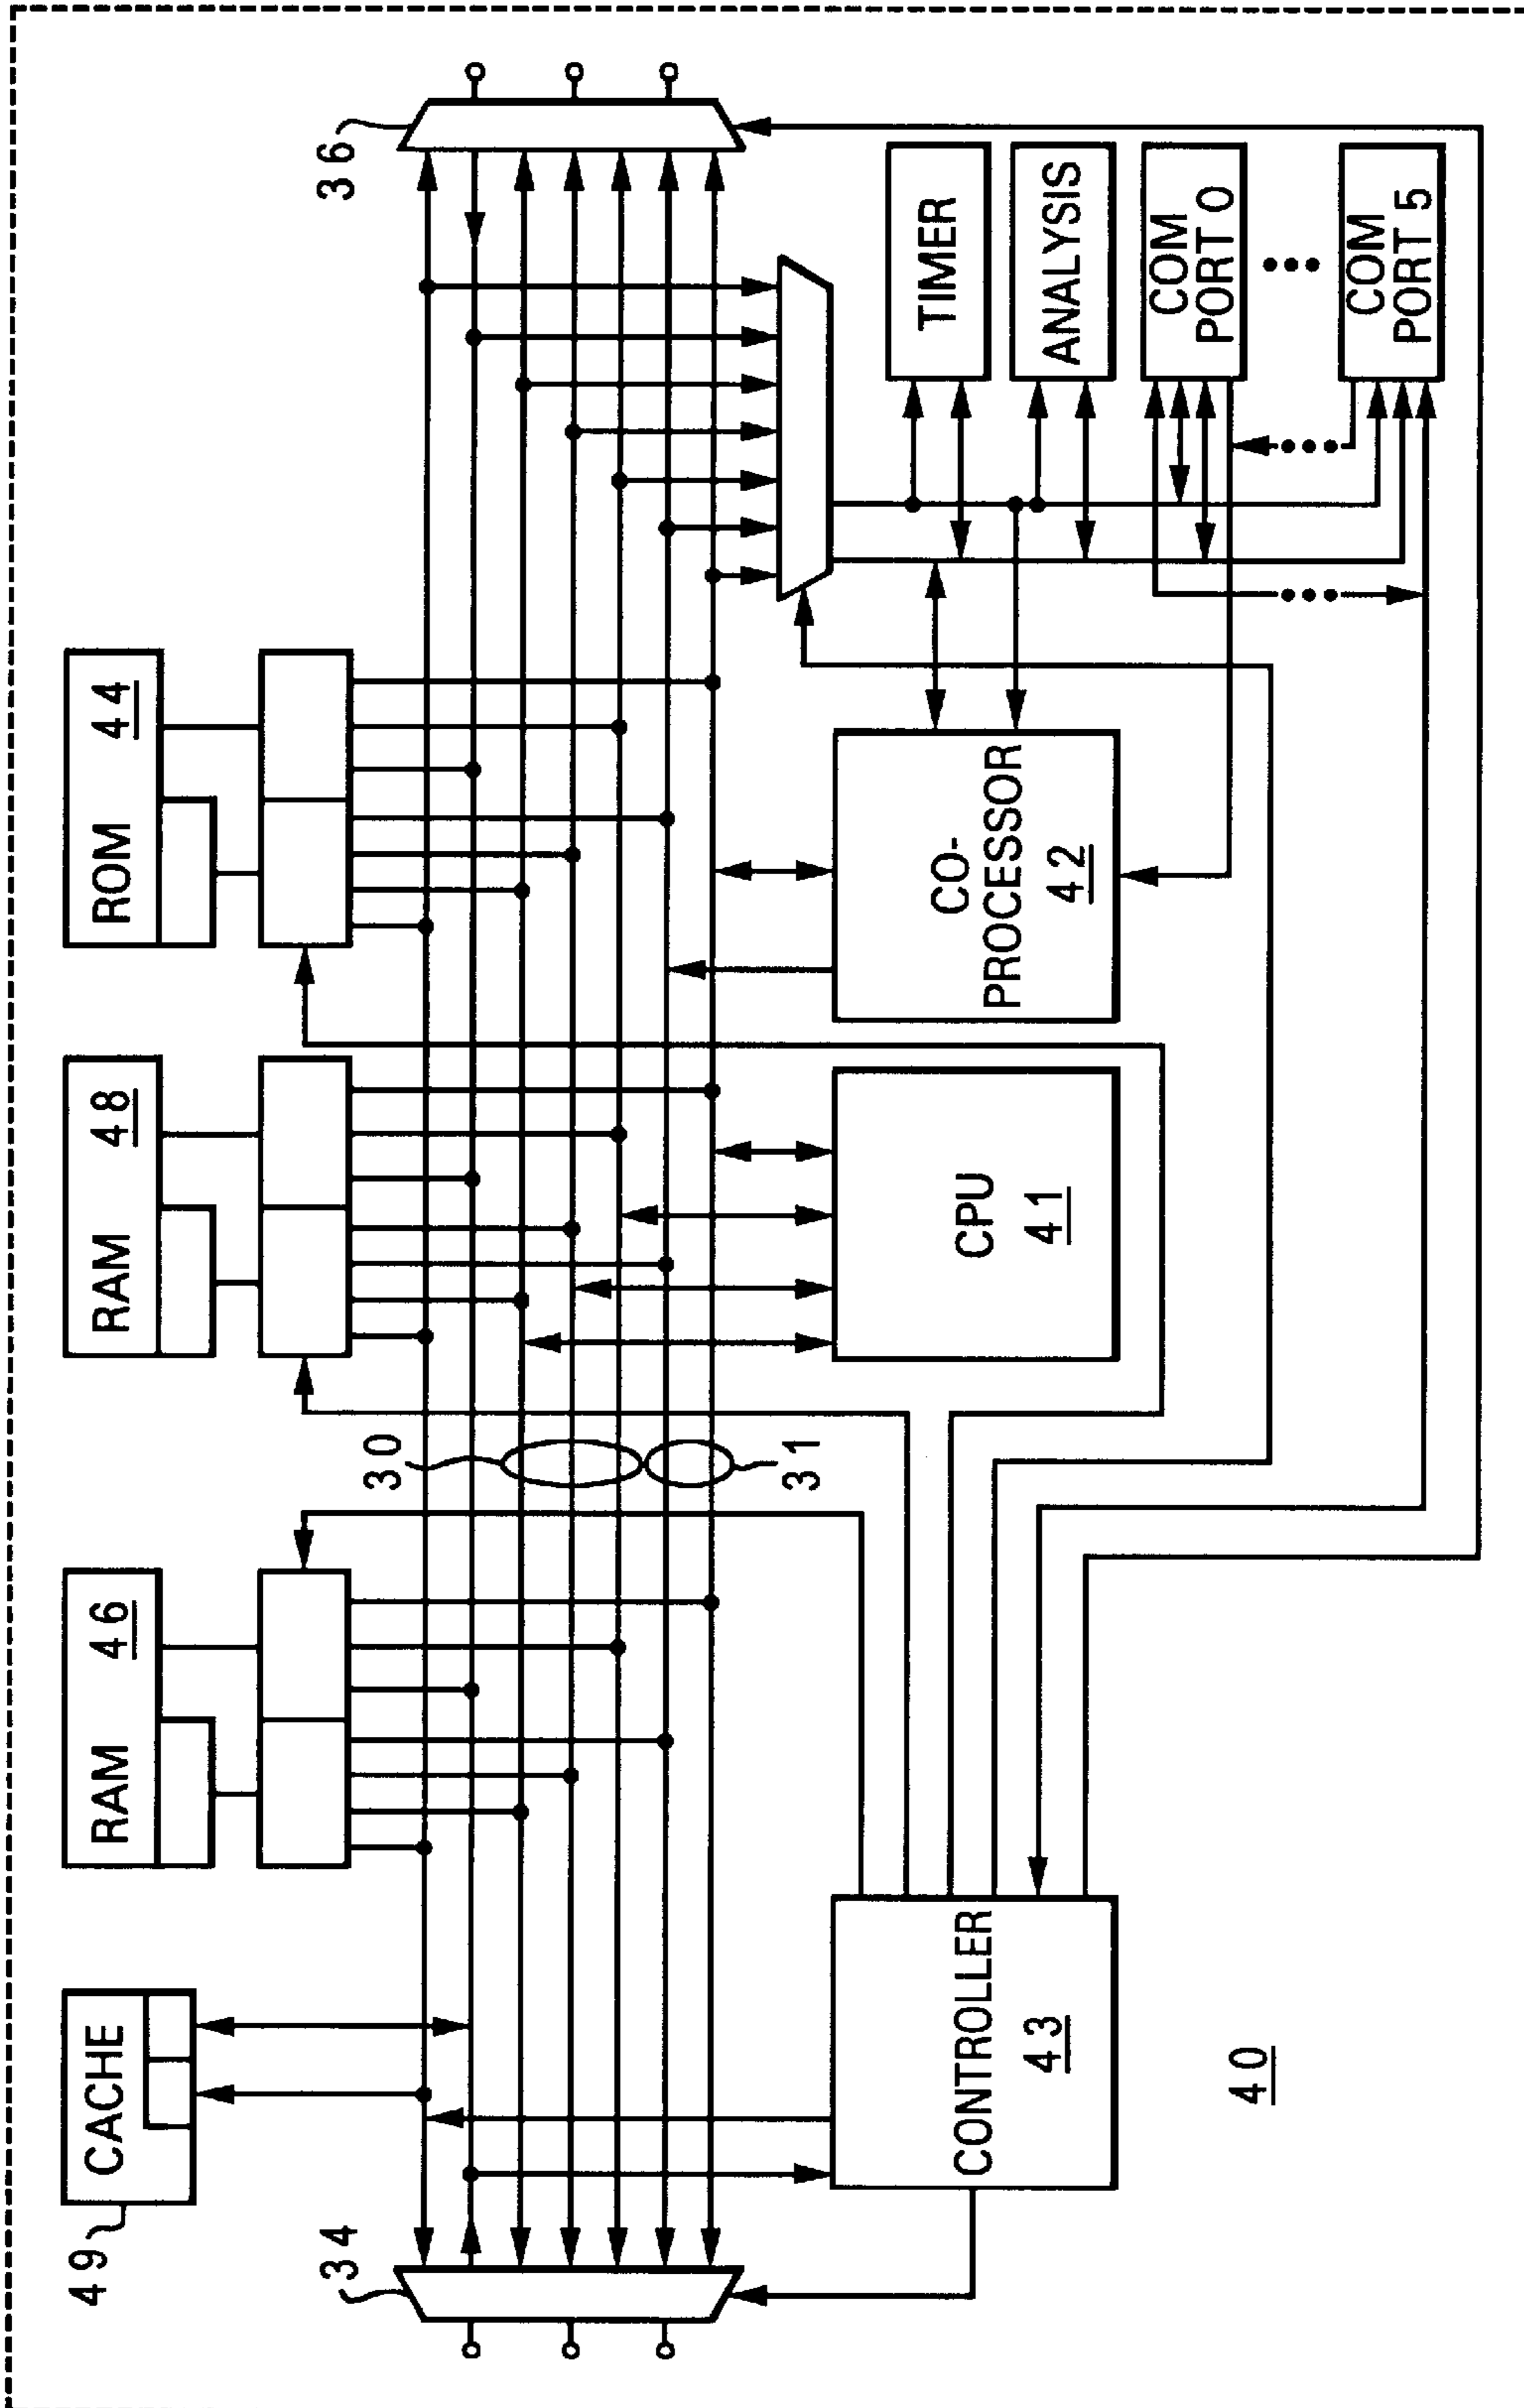 CACHE
49
RAM 46
RAM 48
ROM 44
34
36
30
31
CONTROLLER
43
CPU
41
CO-
PROCESSOR
42
TIMER
ANALYSIS
COM
PORT 0
COM
PORT 5
40